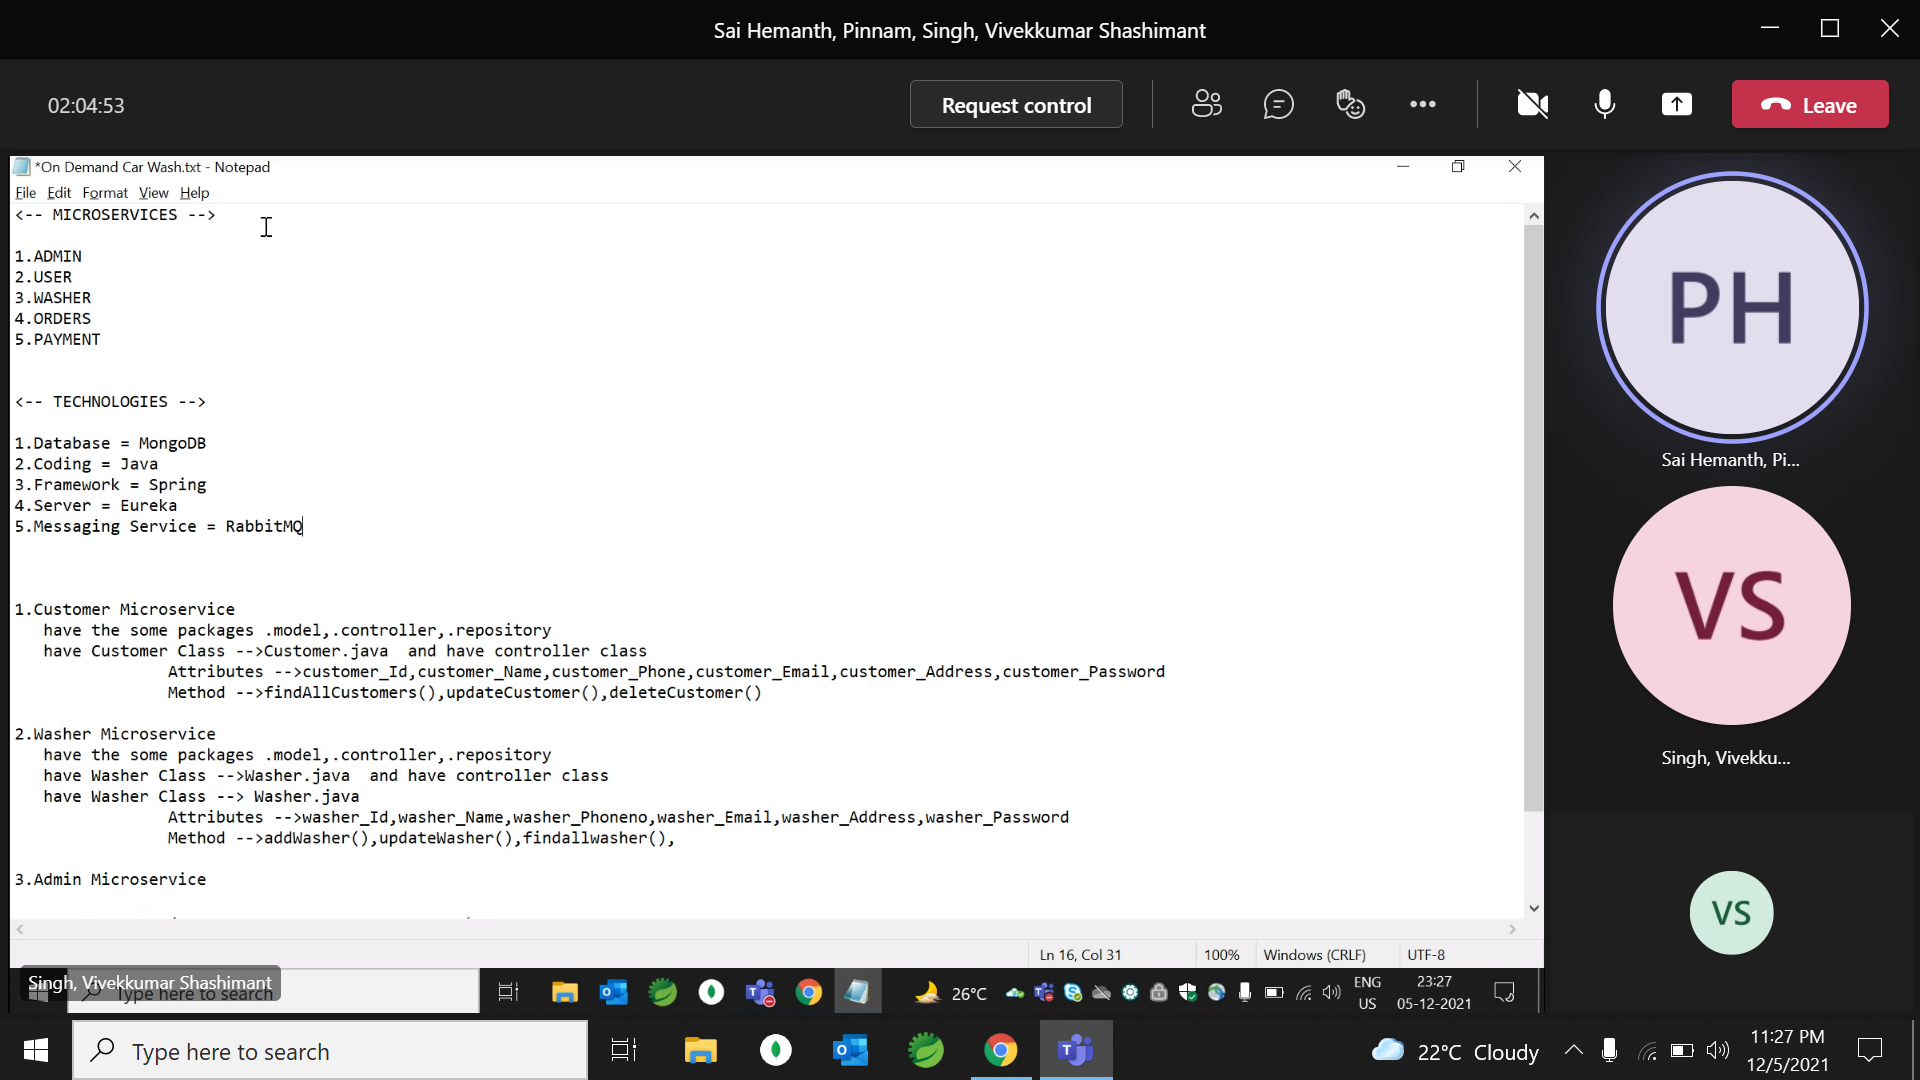 Sai Hemanth, Pinnam, Singh, Vivekkumar Shashimant
02:04:53
Request control
Leave
*On Demand Car Wash.txt - Notepad
File Edit Format View Help
<-- MICROSERVICES -->
1.ADMIN
2.USER
3.WASHER
4.ORDERS
5.PAYMENT
<-- TECHNOLOGIES -->
1.Database = MongoDB
2.Coding = Java
3.Framework = Spring
4.Server = Eureka
5.Messaging Service = RabbitMQ
1.Customer Microservice
have the some packages .model,.controller,.repository
have Customer Class -->Customer.java  and have controller class
Attributes -->customer_Id,customer_Name,customer_Phone,customer_Email,customer_Address,customer_Password
Method -->findAllCustomers(),updateCustomer(),deleteCustomer()
2.Washer Microservice
have the some packages .model,.controller,.repository
have Washer Class -->Washer.java  and have controller class
have Washer Class --> Washer.java
Attributes -->washer_Id,washer_Name,washer_Phoneno,washer_Email,washer_Address,washer_Password
Method -->addWasher(),updateWasher(),findallwasher(),
3.Admin Microservice
Ln 16, Col 31
100%
Windows (CRLF)
UTF-8
PH
Sai Hemanth, Pi...
VS
Singh, Vivekku...
VS
Singh, Vivekkumar Shashimant
Type here to search
26°C
ENG
US
23:27
05-12-2021
Type here to search
22°C Cloudy
11:27 PM
12/5/2021